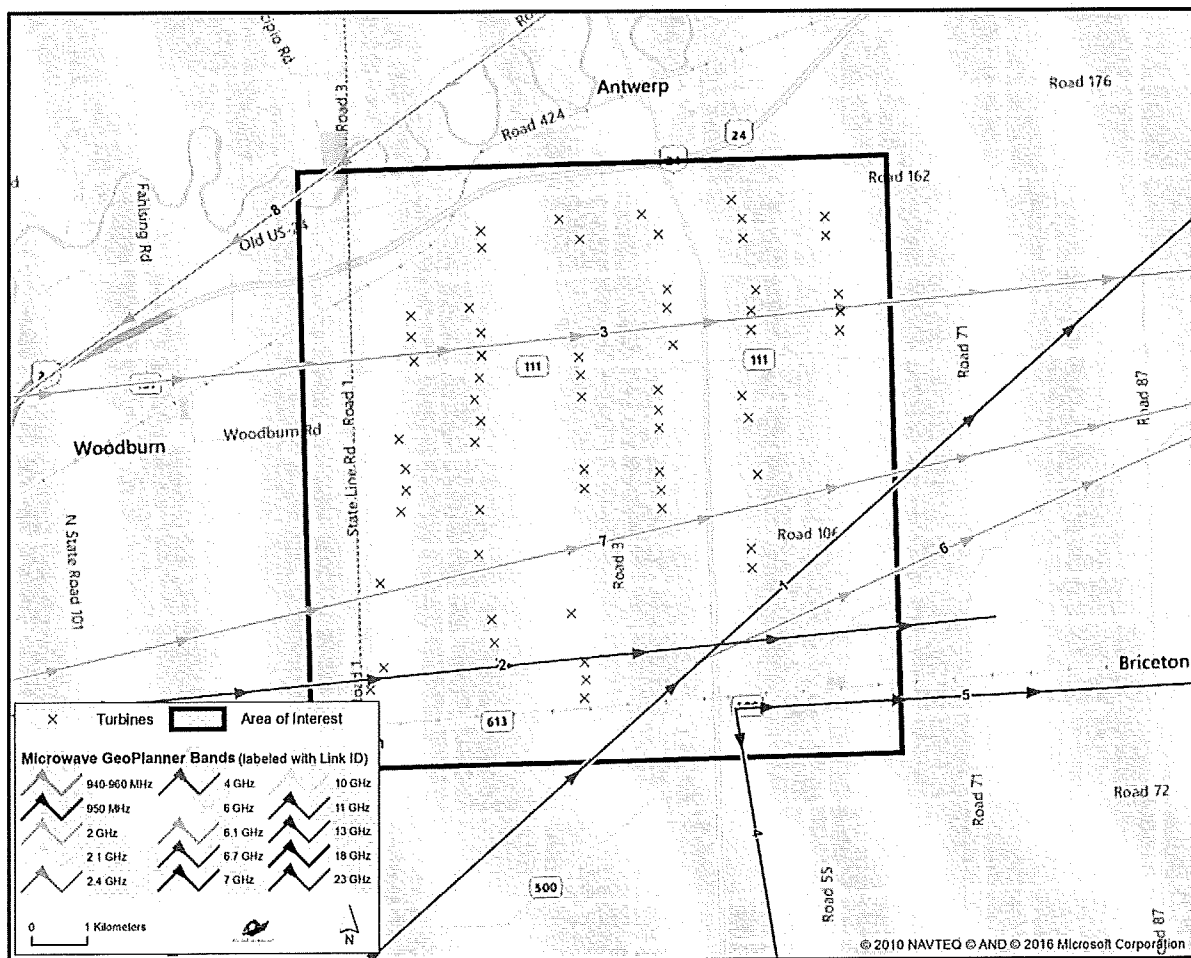 Antwerp
Road 176
Road 3
Road 424
24
Road 162
Fahlsing Rd
8
Old US-24
3
111
111
Road 71
Road 87
Woodburn
Woodburn Rd
State Line Rd Road 1
N State Road 101
7
Road 3
Road 106
1
6
2
Briceton
5
613
4
500
Road 55
Road 71
Road 72
87
Turbines
Area of Interest
Microwave GeoPlanner Bands (labeled with Link ID)
940-960 MHz
4 GHz
10 GHz
950 MHz
6 GHz
11 GHz
2 GHz
6.1 GHz
13 GHz
2.1 GHz
6.7 GHz
18 GHz
2.4 GHz
7 GHz
23 GHz
0 1 Kilometers
N
© 2010 NAVTEQ © AND © 2016 Microsoft Corporation